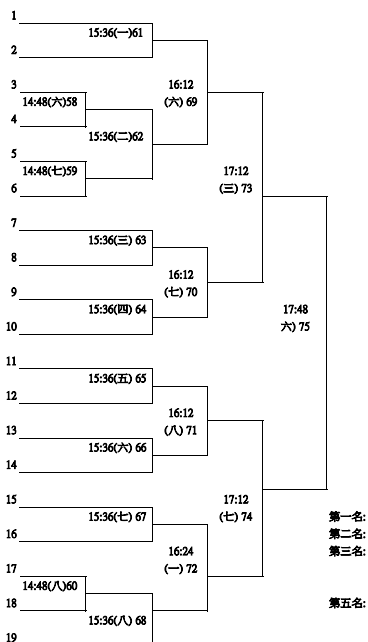 1
15:36(一)61
2
3
14:48(六)58
4
15:36(二)62
16:12
(六) 69
5
14:48(七)59
6
17:12
(三) 73
7
15:36(三) 63
8
16:12
(七) 70
9
15:36(四) 64
10
17:48
六) 75
11
15:36(五) 65
12
16:12
(八) 71
13
15:36(六) 66
14
17:12
(七) 74
15
15:36(七) 67
16
16:24
(一) 72
17
14:48(八)60
18
15:36(八) 68
19
第一名:
第二名:
第三名:
第五名: